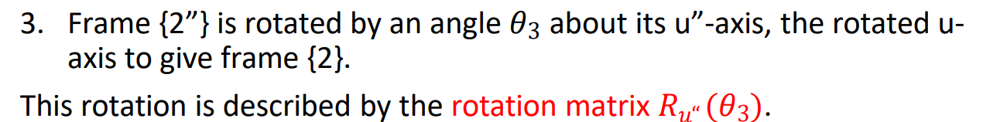 3. Frame {2”} is rotated by an angle θ₃ about its u”-axis, the rotated u-
axis to give frame {2}.
This rotation is described by the rotation matrix Rᵤ“ (θ₃).